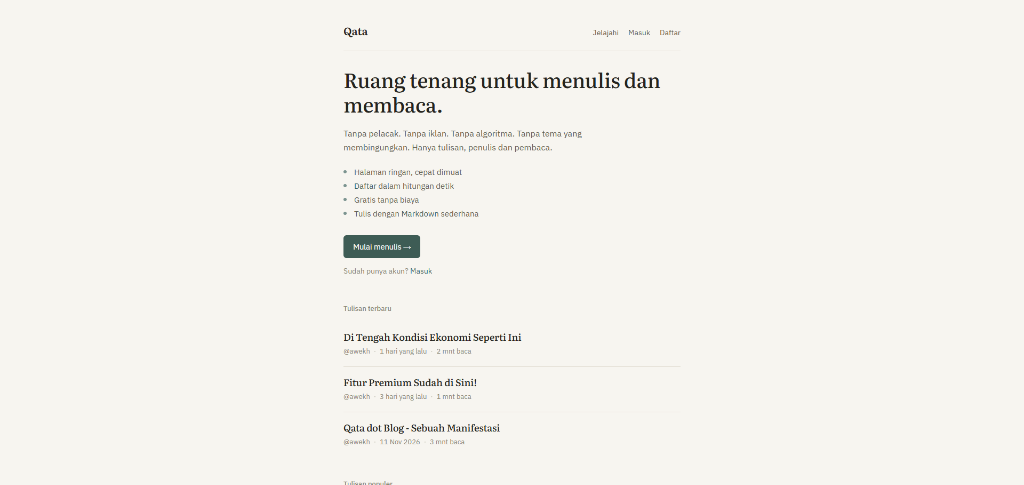 Qata
Jelajahi Masuk Daftar
Ruang tenang untuk menulis dan
membaca.
Tanpa pelacak. Tanpa iklan. Tanpa algoritma. Tanpa tema yang
membingungkan. Hanya tulisan, penulis dan pembaca.
Halaman ringan, cepat dimuat
Daftar dalam hitungan detik
Gratis tanpa biaya
Tulis dengan Markdown sederhana
Mulai menulis →
Sudah punya akun? Masuk
Tulisan terbaru
Di Tengah Kondisi Ekonomi Seperti Ini
@awekh · 1 hari yang lalu · 2 mnt baca
Fitur Premium Sudah di Sini!
@awekh · 3 hari yang lalu · 1 mnt baca
Qata dot Blog - Sebuah Manifestasi
@awekh · 11 Nov 2026 · 3 mnt baca
Tulisan populer